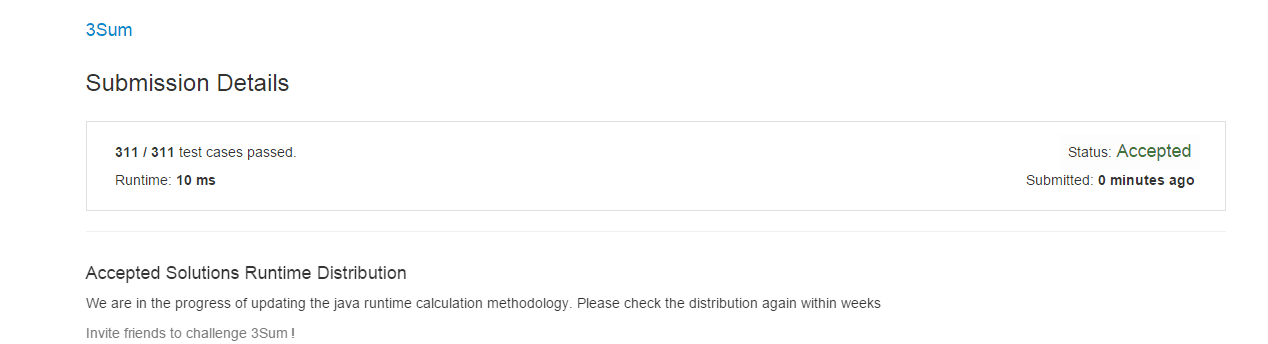 3Sum
Submission Details
311 / 311 test cases passed.
Status: Accepted
Runtime: 10 ms
Submitted: 0 minutes ago
Accepted Solutions Runtime Distribution
We are in the progress of updating the java runtime calculation methodology. Please check the distribution again within weeks
Invite friends to challenge 3Sum !